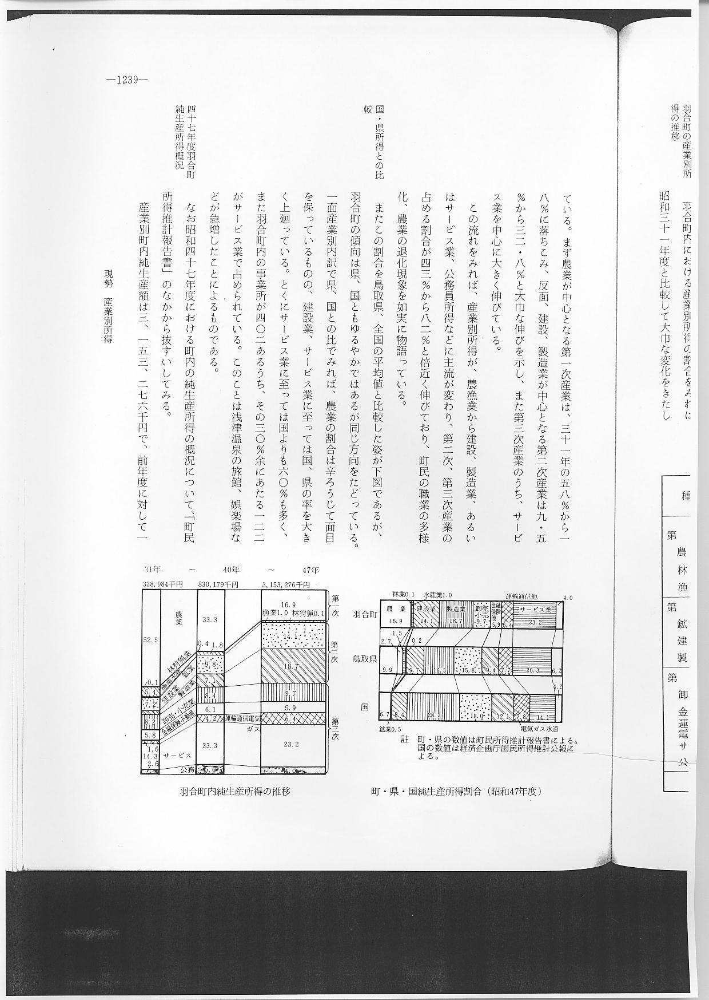 羽合町の産業別所
得の推移
羽合町内における産業別所得の割合をみれば
昭和三十一年度と比較して大巾な変化をきたし
種
第
農林漁
第
鉱建製
第
卸金運電サ公
ている。まず農業が中心となる第一次産業は、三十一年の五八％から一
八％に落ちこみ、反面、建設、製造業が中心となる第二次産業は九・五
％から三二・八％と大巾な伸びを示し、また第三次産業のうち、サービ
ス業を中心に大きく伸びている。
この流れをみれば、産業別所得が、農漁業から建設、製造業、あるい
はサービス業、公務員所得などに主流が変わり、第二次、第三次産業の
占める割合が四三％から八二％と倍近く伸びており、町民の職業の多様
化、農業の退化現象を如実に物語っている。
国・県所得との比
較
またこの割合を鳥取県、全国の平均値と比較した姿が下図であるが、
羽合町の傾向は県、国ともゆるやかではあるが同じ方向をたどっている。
一面産業別内訳で県、国との比でみれば、農業の割合は辛ろうじて面目
を保っているものの、建設業、サービス業に至っては国、県の率を大き
く上廻っている。とくにサービス業に至っては国よりも六〇％も多く、
また羽合町内の事業所が四〇二あるうち、その三〇％余にあたる一二二
がサービス業で占められている。このことは浅津温泉の旅館、娯楽場な
どが急増したことによるものである。
四十七年度羽合町
純生産所得概況
なお昭和四十七年度における町内の純生産所得の概況について、「町民
所得推計報告書」のなかから抜すいしてみる。
産業別町内純生産額は三、一五三、二七六千円で、前年度に対して一
現勢　産業別所得
―1239―
林業0.1 水産業1.0 運輸通信他 4.0
羽合町 農業 16.9 建設業 14.1 製造業 18.7 卸売小売 9.7 金融保険他 5.9 6.4 サービス業 23.2
1.5
2.7 0.2
鳥取県 9.9 9.7 16.5 15.8 9.4 7.7 20.3 6.2
4.2
国 6.7 8.4 28.2 18.0 12.1 7.8 14.1
鉱業0.5 電気ガス水道
註 町・県の数値は町民所得推計報告書による。
国の数値は経済企画庁国民所得推計公報に
よる。
町・県・国純生産所得割合（昭和47年度）
31年 ～ 40年 ～ 47年
328,984千円 830,179千円 3,153,276千円
農業
52.5
0.1
5.4
7.2
8.2
5.8
1.6
14.3
2.6
林狩猟業
漁業水産 鉱業
建設業 製造業
卸売・小売業
金融保険不動産
サービス
公務
33.3
0.4 1.8
9.8
7.1
8.4
6.1
4.2
23.3
5.6
運輸通信電気
ガス
16.9
漁業1.0 林狩猟0.1
14.1
18.7
9.7
5.9
6.4
23.2
4.0
第一次
第二次
第三次
羽合町内純生産所得の推移